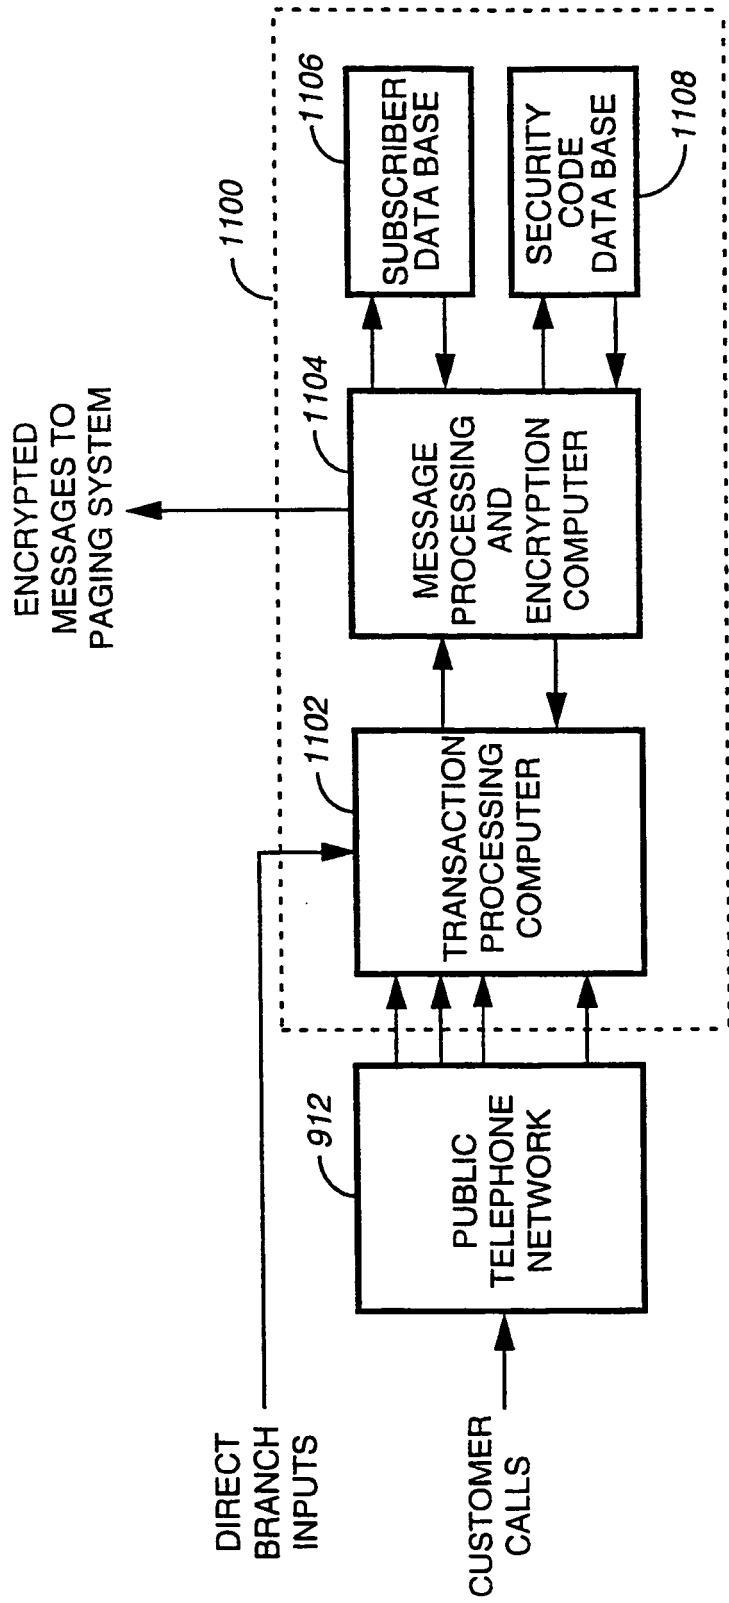 ENCRYPTED
MESSAGES TO
PAGING SYSTEM
DIRECT
BRANCH
INPUTS
CUSTOMER
CALLS
912
PUBLIC
TELEPHONE
NETWORK
1102
TRANSACTION
PROCESSING
COMPUTER
1104
MESSAGE
PROCESSING
AND
ENCRYPTION
COMPUTER
1100
1106
SUBSCRIBER
DATA BASE
SECURITY
CODE
DATA BASE
1108